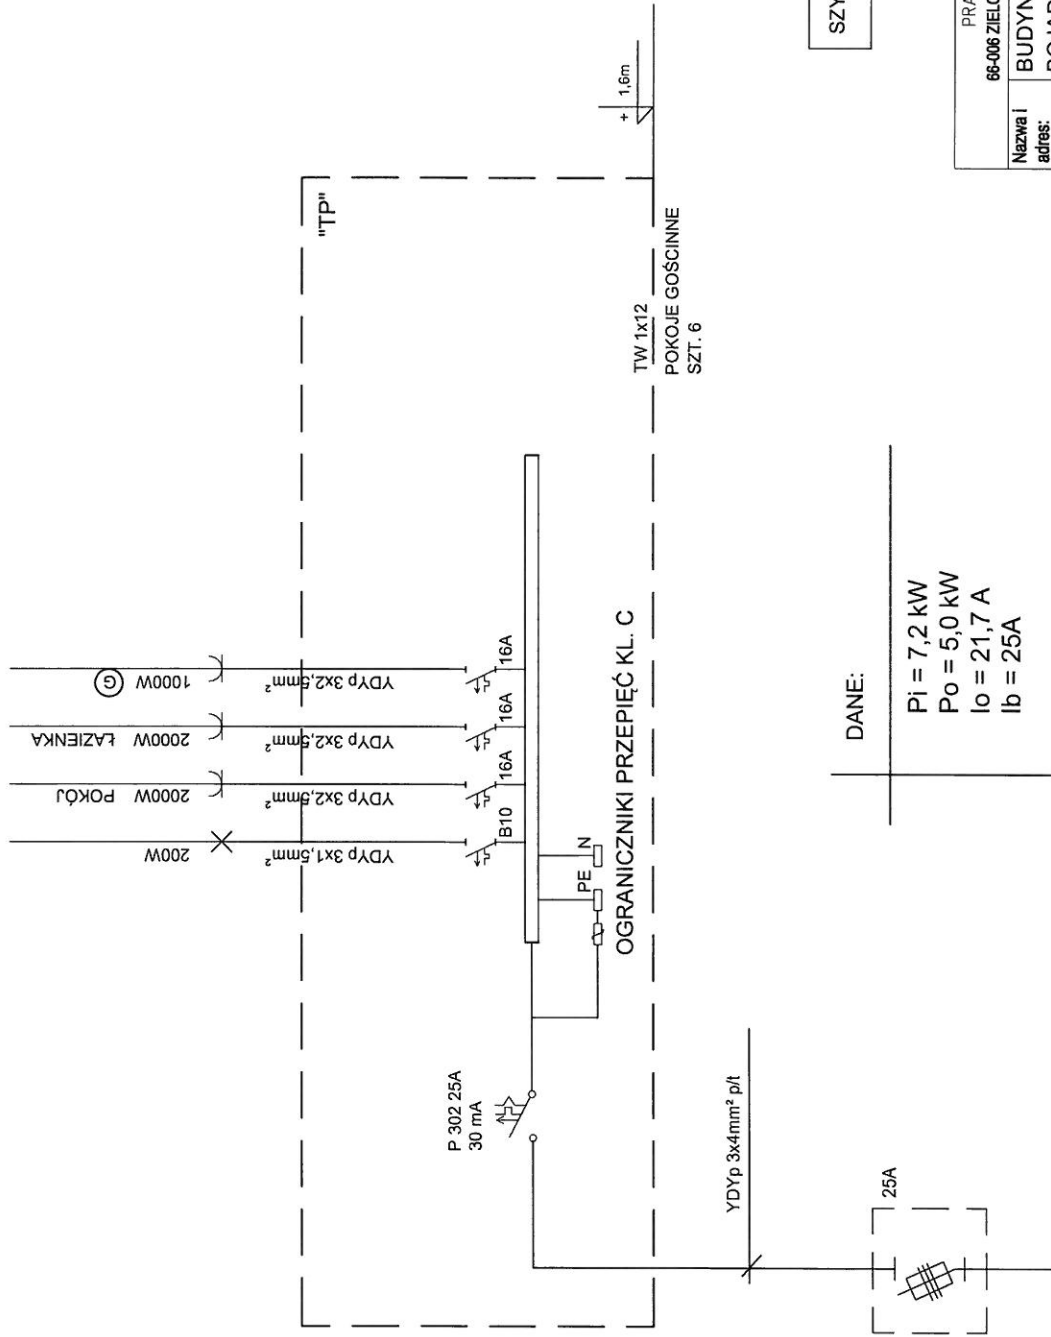 200W
2000W POKÓJ
2000W ŁAZIENKA
1000W G
YDYp 3x1,5mm²
YDYp 3x2,5mm²
YDYp 3x2,5mm²
YDYp 3x2,5mm²
"TP"
B10
16A
16A
16A
P 302 25A
30 mA
PE
N
OGRANICZNIKI PRZEPIĘĆ KL. C
TW 1x12
POKOJE GOŚCINNE
SZT. 6
+ 1,6m
YDYp 3x4mm² p/t
25A
DANE:
Pi = 7,2 kW
Po = 5,0 kW
Io = 21,7 A
Ib = 25A
SZY
PRA
66-006 ZIELO
Nazwa i
adres:
BUDYN